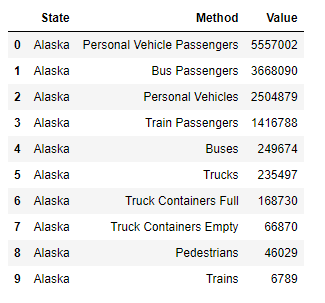 State Method Value
0 Alaska Personal Vehicle Passengers 5557002
1 Alaska Bus Passengers 3668090
2 Alaska Personal Vehicles 2504879
3 Alaska Train Passengers 1416788
4 Alaska Buses 249674
5 Alaska Trucks 235497
6 Alaska Truck Containers Full 168730
7 Alaska Truck Containers Empty 66870
8 Alaska Pedestrians 46029
9 Alaska Trains 6789